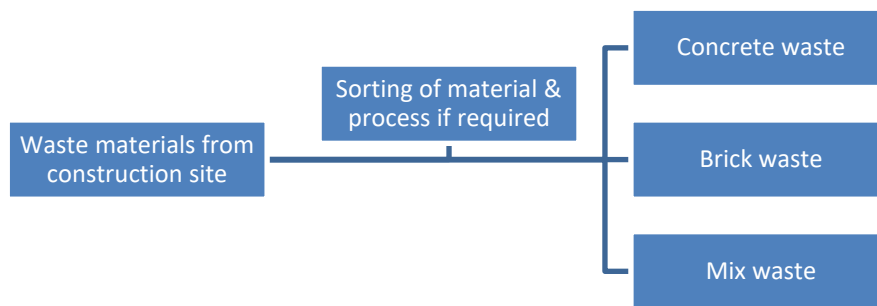 Waste materials from
construction site
Sorting of material &
process if required
Concrete waste
Brick waste
Mix waste